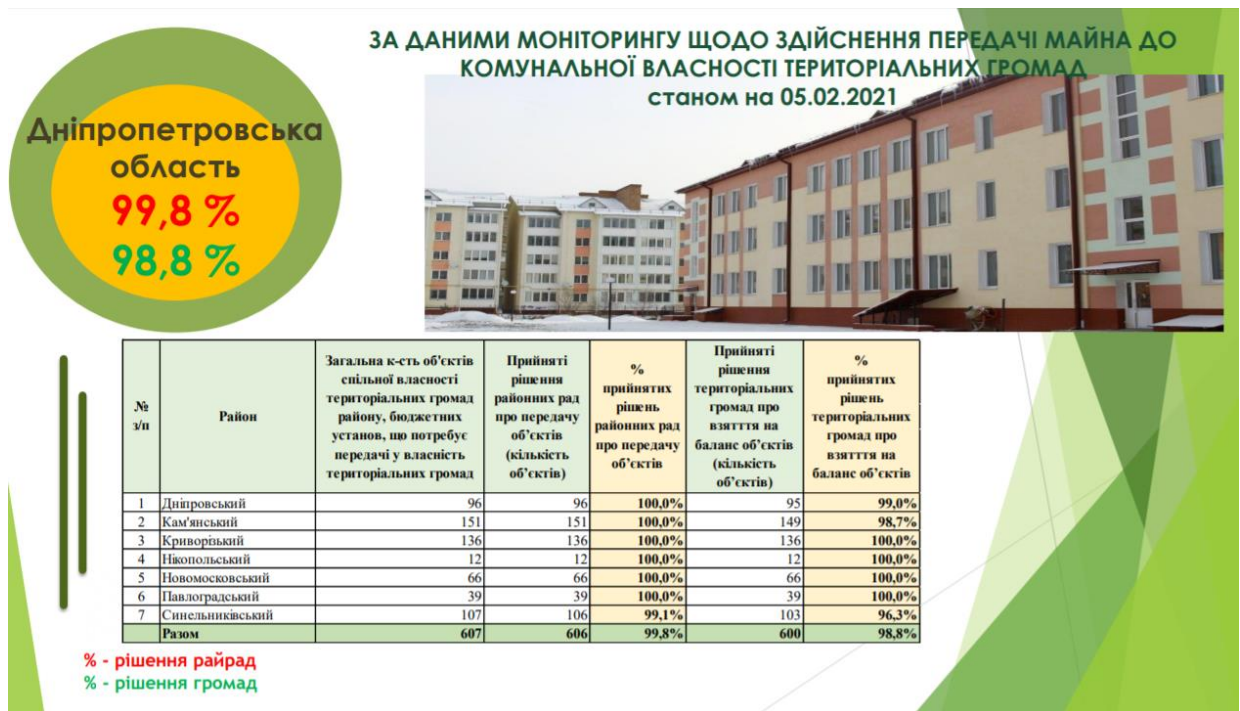 ЗА ДАНИМИ МОНІТОРИНГУ ЩОДО ЗДІЙСНЕННЯ ПЕРЕДАЧІ МАЙНА ДО
КОМУНАЛЬНОЇ ВЛАСНОСТІ ТЕРИТОРІАЛЬНИХ ГРОМАД
станом на 05.02.2021
Дніпропетровська
область
99,8 %
98,8 %
№ з/п
Район
Загальна к-сть об'єктів
спільної власності
територіальних громад
району, бюджетних
установ, що потребує
передачі у власність
територіальних громад
Прийняті
рішення
районних рад
про передачу
об'єктів
(кількість
об'єктів)
%
прийнятих
рішень
районних рад
про передачу
об'єктів
Прийняті
рішення
територіальних
громад про
взятття на
баланс об'єктів
(кількість
об'єктів)
%
прийнятих
рішень
територіальних
громад про
взятття на
баланс об'єктів
1 Дніпровський 96 96 100,0% 95 99,0%
2 Кам'янський 151 151 100,0% 149 98,7%
3 Криворізький 136 136 100,0% 136 100,0%
4 Нікопольський 12 12 100,0% 12 100,0%
5 Новомосковський 66 66 100,0% 66 100,0%
6 Павлоградський 39 39 100,0% 39 100,0%
7 Синельниківський 107 106 99,1% 103 96,3%
Разом 607 606 99,8% 600 98,8%
% - рішення райрад
% - рішення громад